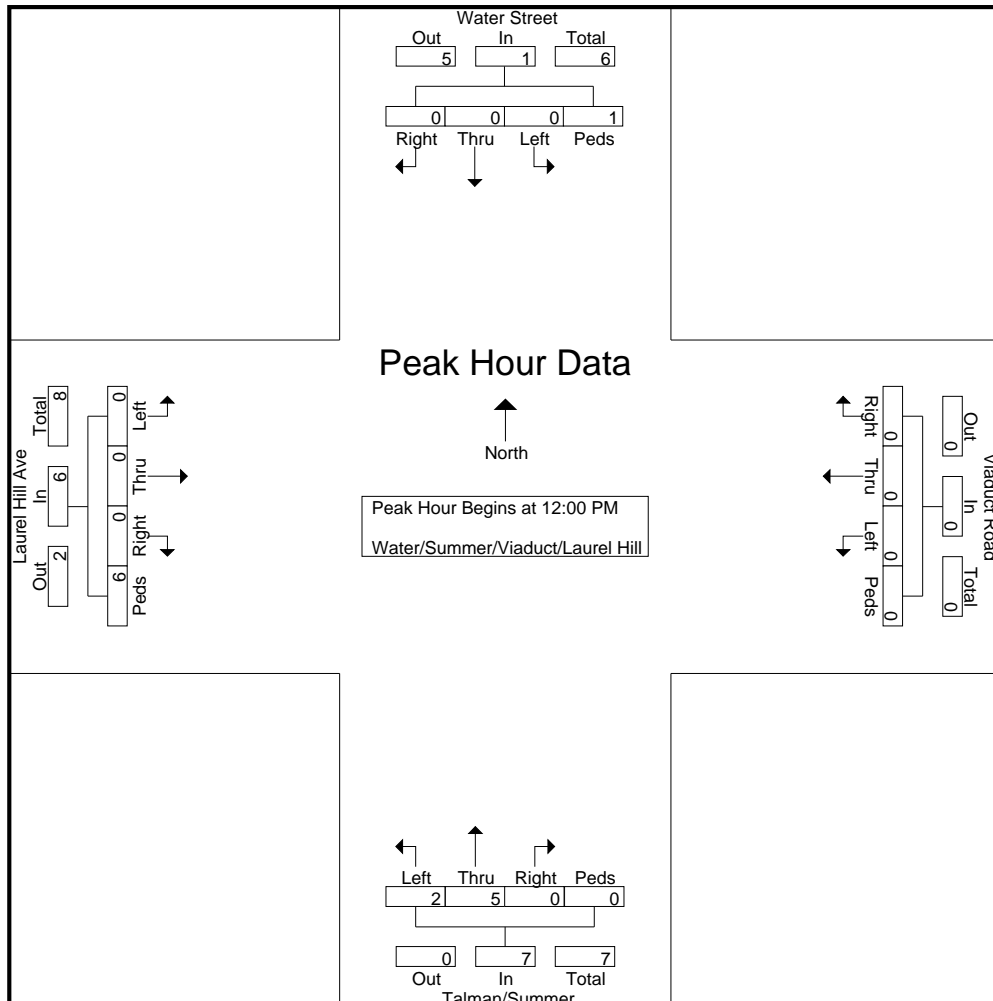 Water Street
Out In Total
5 1 6
0 0 0 1
Right Thru Left Peds
Peak Hour Data
North
Peak Hour Begins at 12:00 PM
Water/Summer/Viaduct/Laurel Hill
Laurel Hill Ave
Out In Total
2 6 8
6 0 0 0
Peds Right Thru Left
Viaduct Road
Out In Total
0 0 0
0 0 0 0
Right Thru Left Peds
Left Thru Right Peds
2 5 0 0
0 7 7
Out In Total
Talman/Summer